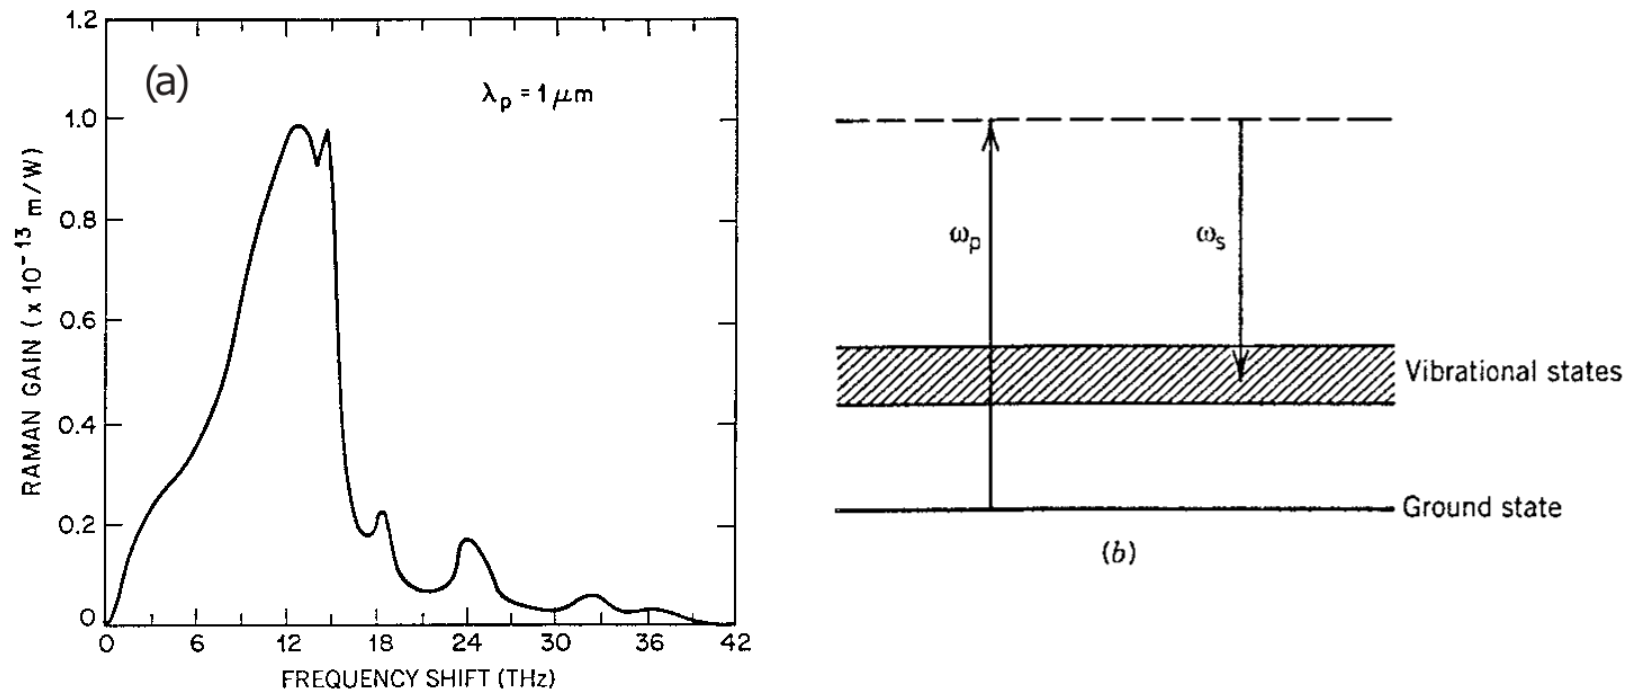 (a)
λp = 1 μm
1.2
1.0
0.8
0.6
0.4
0.2
0
RAMAN GAIN (x 10⁻¹³ m/W)
0 6 12 18 24 30 36 42
FREQUENCY SHIFT (THz)
ωp
ωs
Vibrational states
Ground state
(b)